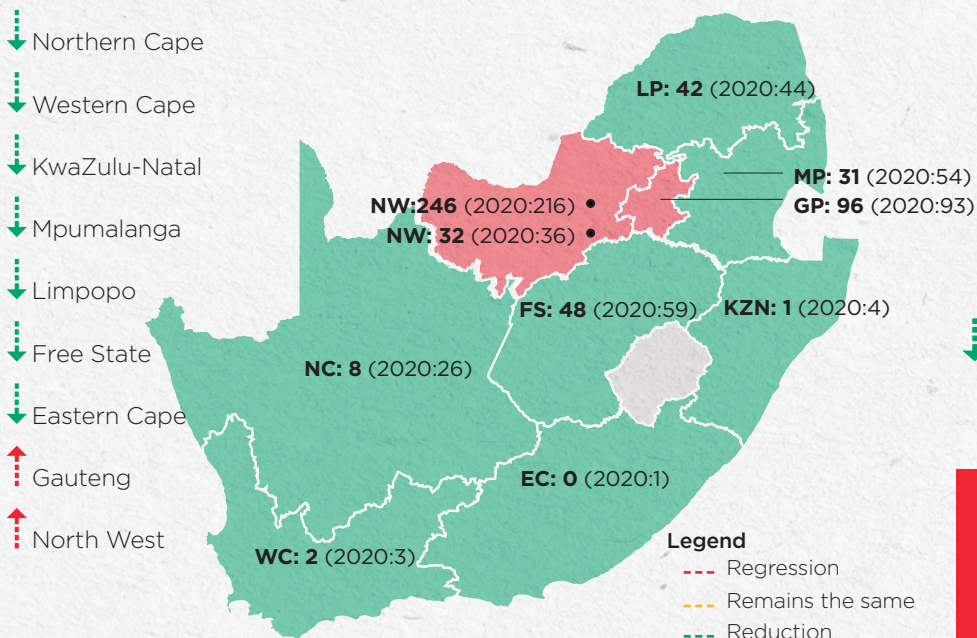 Northern Cape
Western Cape
KwaZulu-Natal
Mpumalanga
Limpopo
Free State
Eastern Cape
Gauteng
North West
LP: 42 (2020:44)
MP: 31 (2020:54)
GP: 96 (2020:93)
NW:246 (2020:216)
NW: 32 (2020:36)
FS: 48 (2020:59)
KZN: 1 (2020:4)
NC: 8 (2020:26)
EC: 0 (2020:1)
WC: 2 (2020:3)
Legend
Regression
Remains the same
Reduction